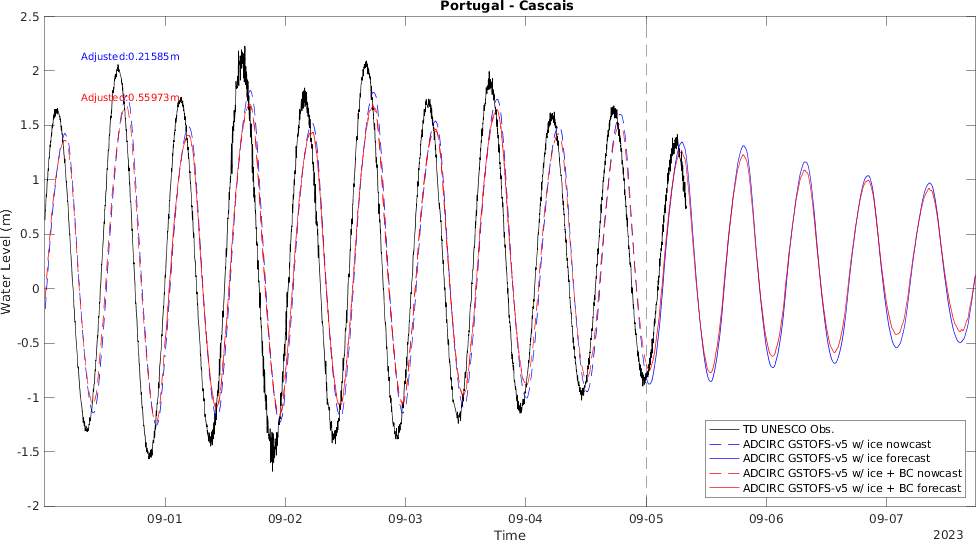 Portugal - Cascais
2.5
2
1.5
1
0.5
0
-0.5
-1
-1.5
-2
Water Level (m)
Adjusted:0.21585m
Adjusted:0.55973m
TD UNESCO Obs.
ADCIRC GSTOFS-v5 w/ ice nowcast
ADCIRC GSTOFS-v5 w/ ice forecast
ADCIRC GSTOFS-v5 w/ ice + BC nowcast
ADCIRC GSTOFS-v5 w/ ice + BC forecast
09-01 09-02 09-03 09-04 09-05 09-06 09-07
Time
2023